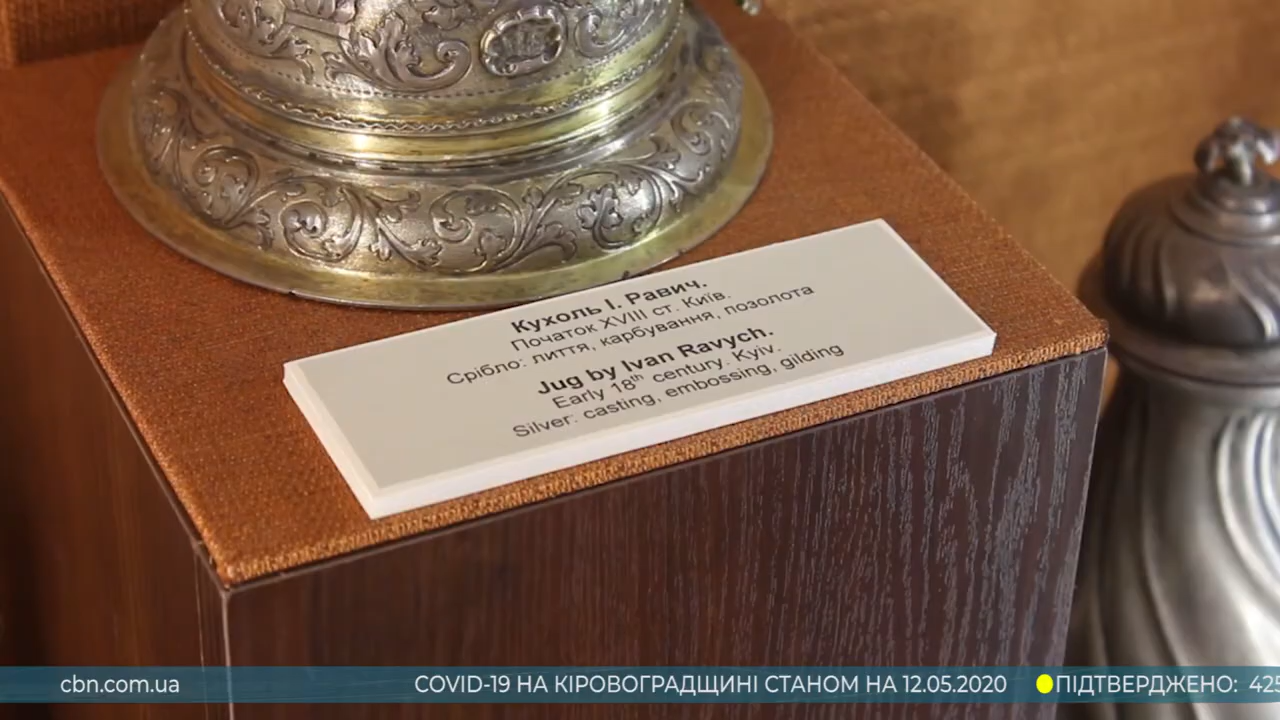 Кухоль І. Равич.
Початок XVIII ст. Київ.
Срібло: лиття, карбування, позолота
Jug by Ivan Ravych.
Early 18th century. Kyiv.
Silver: casting, embossing, gilding
cbn.com.ua
COVID-19 НА КІРОВОГРАДЩИНІ СТАНОМ НА 12.05.2020
ПІДТВЕРДЖЕНО: 425